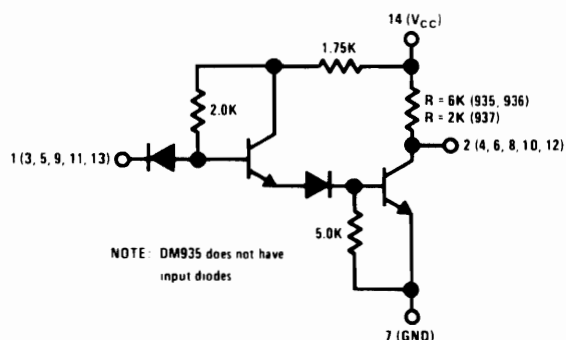 14 (VCC)
1.75K
2.0K
R = 6K (935, 936)
R = 2K (937)
1 (3, 5, 9, 11, 13)
2 (4, 6, 8, 10, 12)
5.0K
NOTE: DM935 does not have
input diodes
7 (GND)